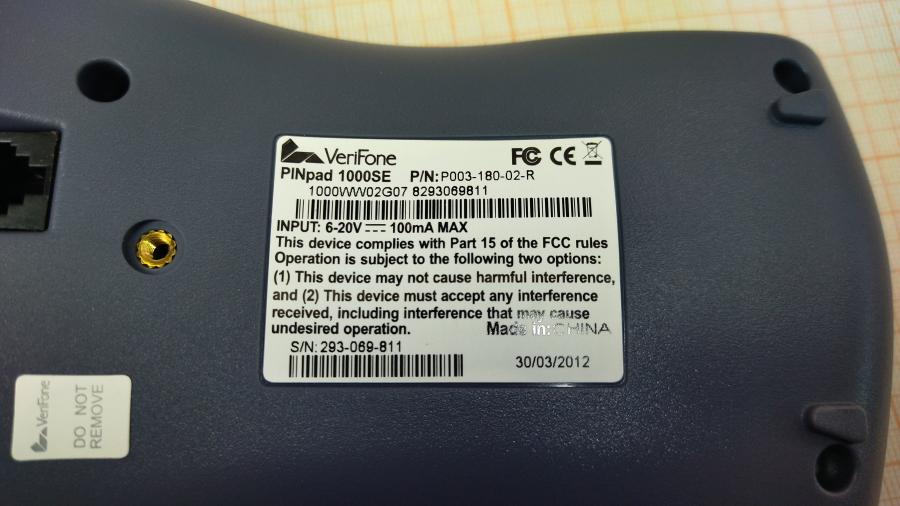 VeriFone
PINpad 1000SE P/N: P003-180-02-R
1000WW02G07 8293069811
INPUT: 6-20V 100mA MAX
This device complies with Part 15 of the FCC rules
Operation is subject to the following two options:
(1) This device may not cause harmful interference,
and (2) This device must accept any interference
received, including interference that may cause
undesired operation. Made in: CHINA
S/N: 293-069-811
30/03/2012
FC CE
VeriFone
DO NOT
REMOVE